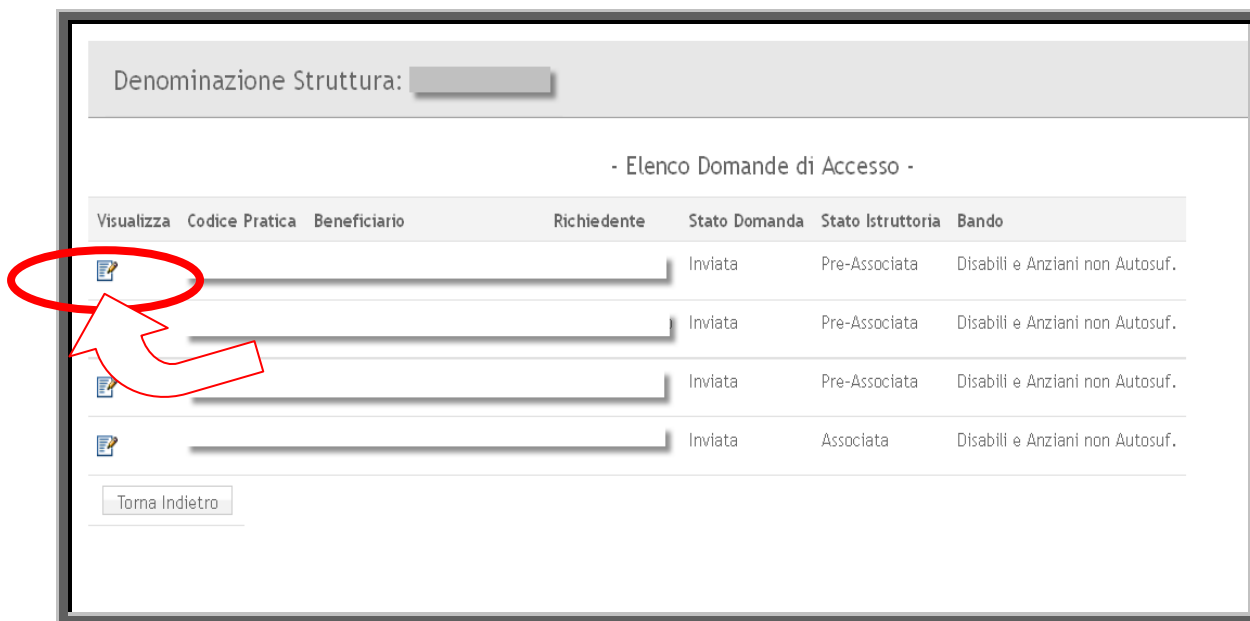 Denominazione Struttura:
- Elenco Domande di Accesso -
Visualizza Codice Pratica Beneficiario Richiedente Stato Domanda Stato Istruttoria Bando
Inviata Pre-Associata Disabili e Anziani non Autosuf.
Inviata Pre-Associata Disabili e Anziani non Autosuf.
Inviata Pre-Associata Disabili e Anziani non Autosuf.
Inviata Associata Disabili e Anziani non Autosuf.
Torna Indietro